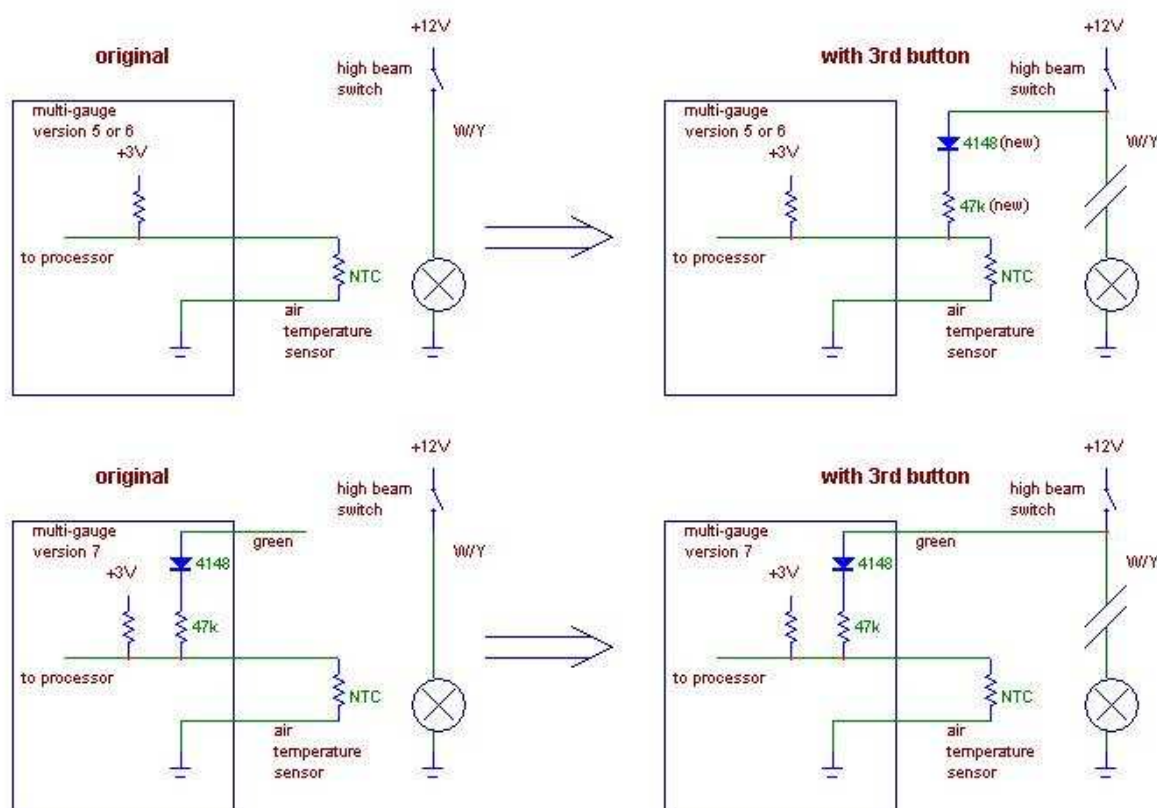 original
+12V
high beam
switch
multi-gauge
version 5 or 6
+3V
W/Y
to processor
NTC
air
temperature
sensor
with 3rd button
+12V
high beam
switch
multi-gauge
version 5 or 6
+3V
4148 (new)
W/Y
47k (new)
to processor
NTC
air
temperature
sensor
original
+12V
high beam
switch
multi-gauge
version 7
green
+3V
4148
W/Y
47k
to processor
NTC
air
temperature
sensor
with 3rd button
+12V
high beam
switch
multi-gauge
version 7
green
+3V
4148
W/Y
47k
to processor
NTC
air
temperature
sensor